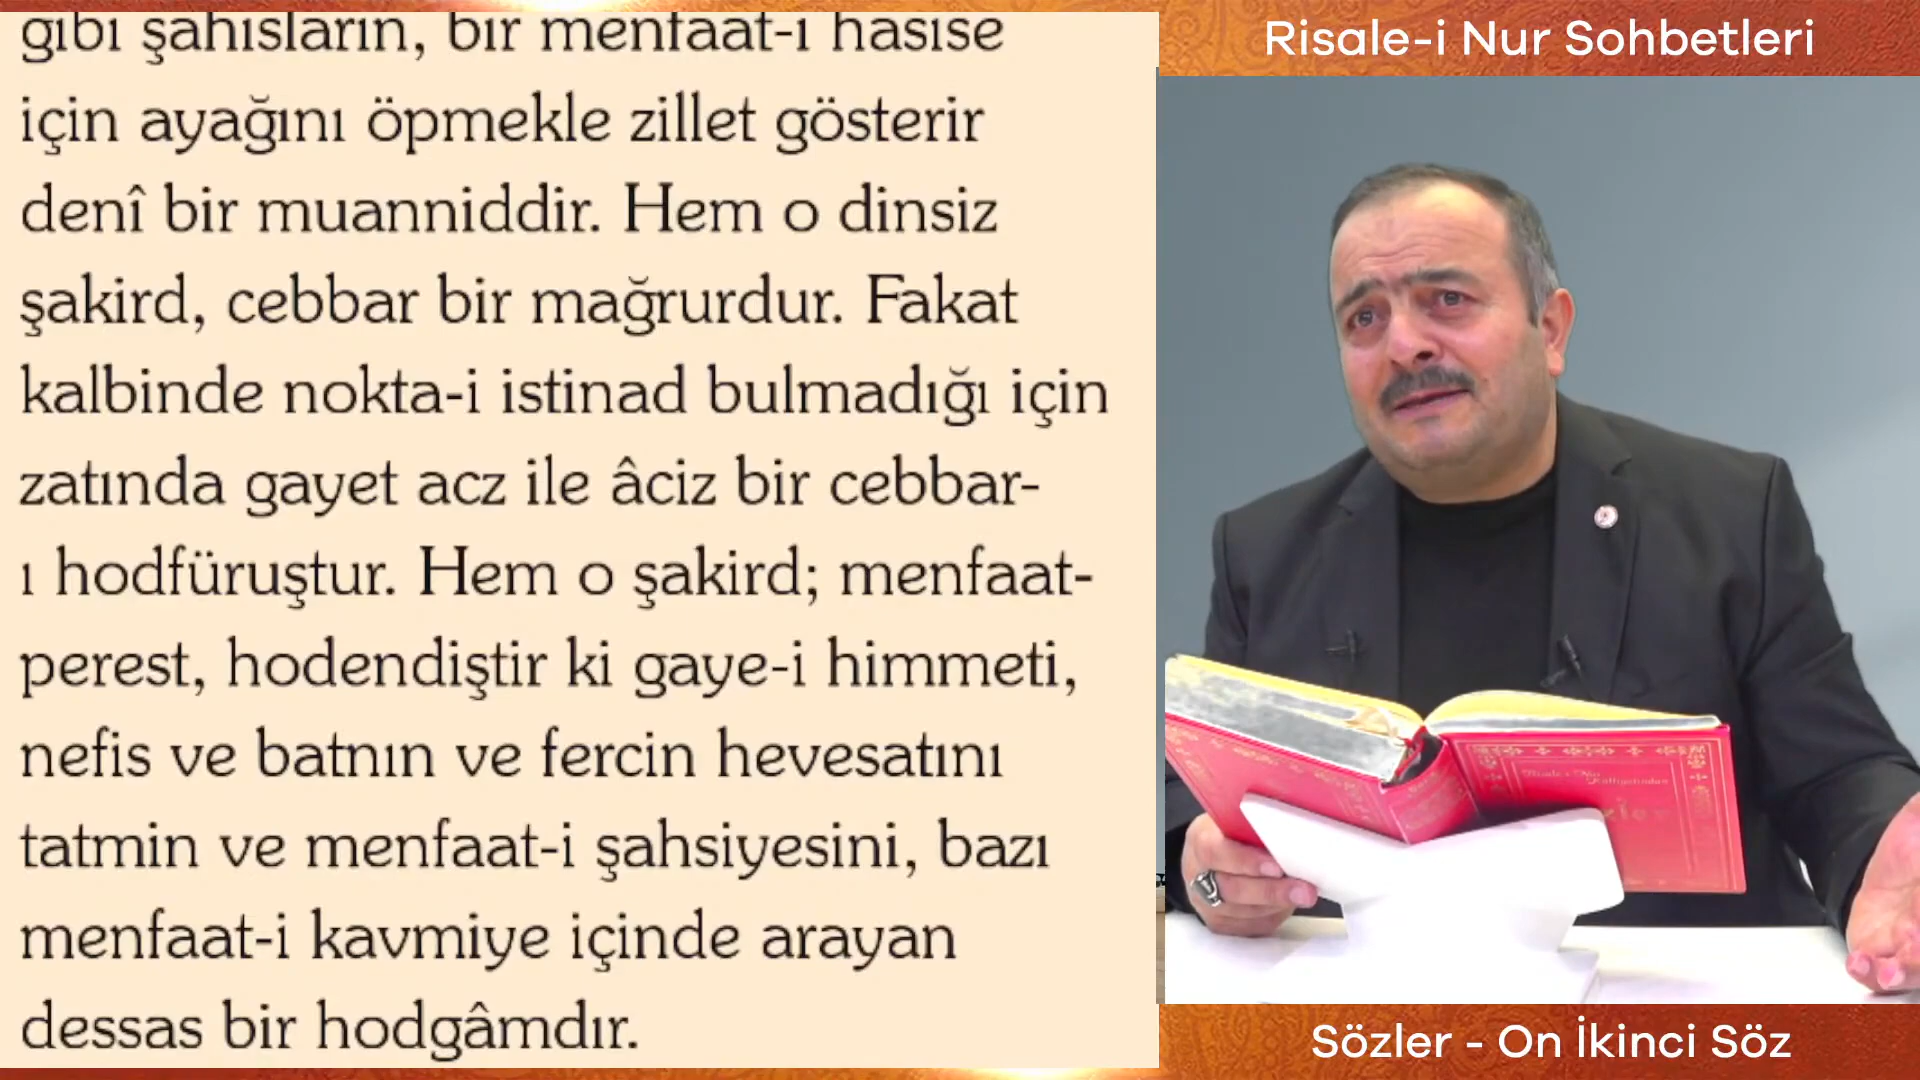 gibi şahısların, bir menfaat-ı hasise
için ayağını öpmekle zillet gösterir
denî bir muanniddir. Hem o dinsiz
şakird, cebbar bir mağrurdur. Fakat
kalbinde nokta-i istinad bulmadığı için
zatında gayet acz ile âciz bir cebbar-
ı hodfüruştur. Hem o şakird; menfaat-
perest, hodendiştir ki gaye-i himmeti,
nefis ve batnın ve fercin hevesatını
tatmin ve menfaat-i şahsiyesini, bazı
menfaat-i kavmiye içinde arayan
dessas bir hodgâmdır.
Risale-i Nur Sohbetleri
Risale-i Nur
Külliyatından
Sözler - On İkinci Söz